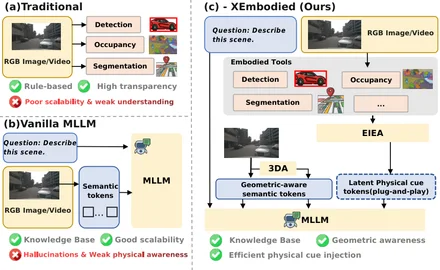 (a)Traditional
RGB Image/Video
Detection
Occupancy
Segmentation
Rule-based
High transparency
Poor scalability & weak understanding
(b)Vanilla MLLM
Question: Describe
this scene.
RGB Image/Video
Semantic
tokens
...
MLLM
Knowledge Base
Good scalability
Hallucinations & Weak physical awareness
(c) - XEmbodied (Ours)
Question: Describe
this scene.
RGB Image/Video
Embodied Tools
Detection
Occupancy
Segmentation
...
EIEA
3DA
Geometric-aware
semantic tokens
Latent Physical cue
tokens(plug-and-play)
MLLM
Knowledge Base
Geometric awareness
Efficient physical cue injection